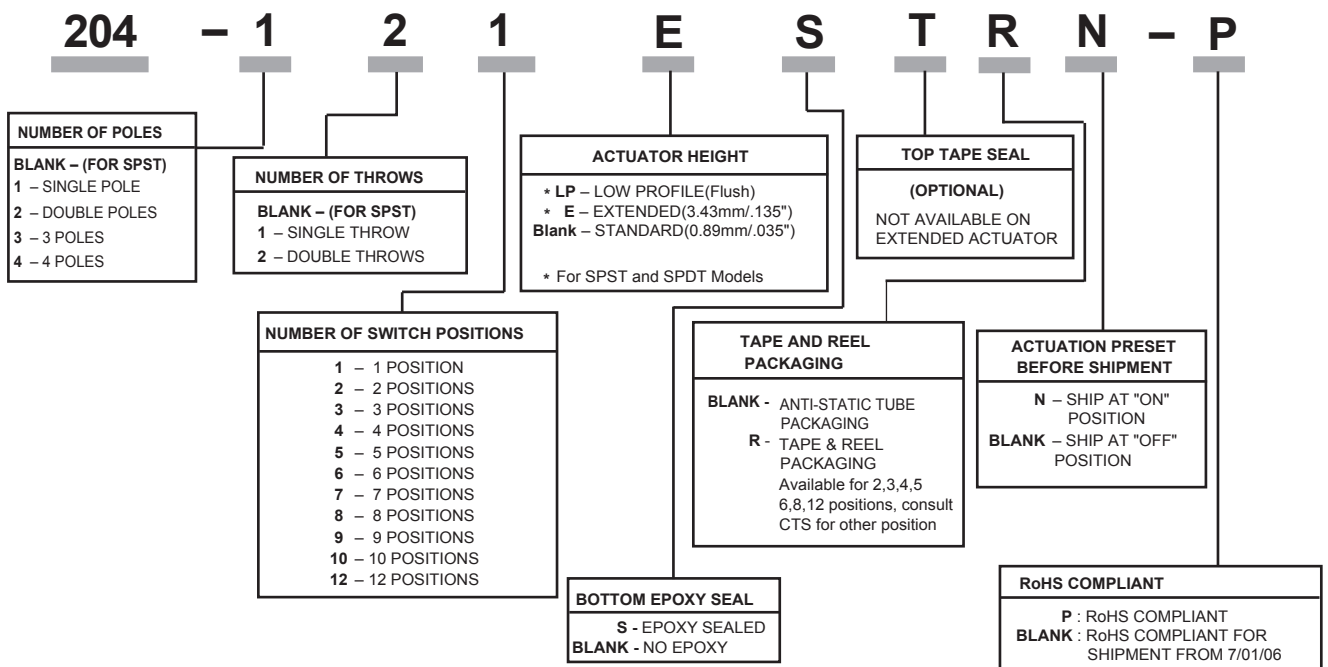 204 – 1 2 1 E S T R N – P
NUMBER OF POLES
BLANK – (FOR SPST)
1 – SINGLE POLE
2 – DOUBLE POLES
3 – 3 POLES
4 – 4 POLES
NUMBER OF THROWS
BLANK – (FOR SPST)
1 – SINGLE THROW
2 – DOUBLE THROWS
ACTUATOR HEIGHT
* LP – LOW PROFILE(Flush)
* E – EXTENDED(3.43mm/.135")
Blank – STANDARD(0.89mm/.035")
* For SPST and SPDT Models
TOP TAPE SEAL
(OPTIONAL)
NOT AVAILABLE ON
EXTENDED ACTUATOR
NUMBER OF SWITCH POSITIONS
1 – 1 POSITION
2 – 2 POSITIONS
3 – 3 POSITIONS
4 – 4 POSITIONS
5 – 5 POSITIONS
6 – 6 POSITIONS
7 – 7 POSITIONS
8 – 8 POSITIONS
9 – 9 POSITIONS
10 – 10 POSITIONS
12 – 12 POSITIONS
TAPE AND REEL
PACKAGING
BLANK - ANTI-STATIC TUBE
PACKAGING
R - TAPE & REEL
PACKAGING
Available for 2,3,4,5
6,8,12 positions, consult
CTS for other position
ACTUATION PRESET
BEFORE SHIPMENT
N – SHIP AT "ON"
POSITION
BLANK – SHIP AT "OFF"
POSITION
BOTTOM EPOXY SEAL
S - EPOXY SEALED
BLANK - NO EPOXY
RoHS COMPLIANT
P : RoHS COMPLIANT
BLANK : RoHS COMPLIANT FOR
SHIPMENT FROM 7/01/06